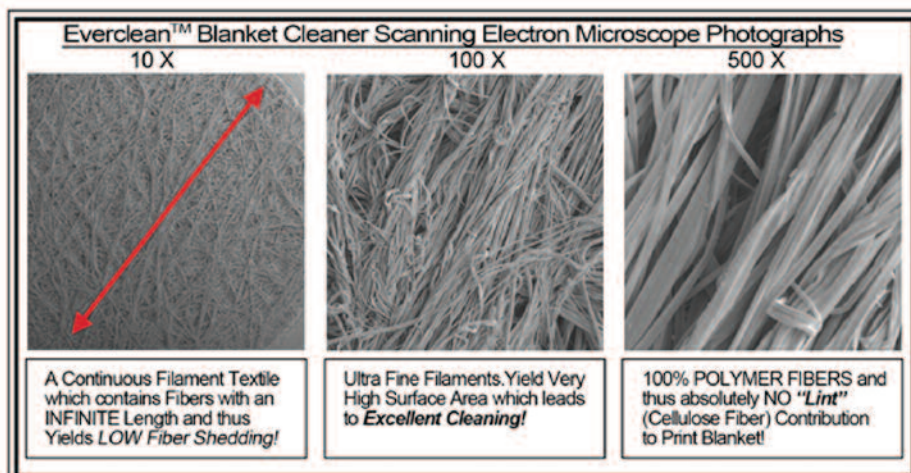 Everclean™ Blanket Cleaner Scanning Electron Microscope Photographs
10 X
100 X
500 X
A Continuous Filament Textile
which contains Fibers with an
INFINITE Length and thus
Yields LOW Fiber Shedding!
Ultra Fine Filaments.Yield Very
High Surface Area which leads
to Excellent Cleaning!
100% POLYMER FIBERS and
thus absolutely NO "Lint"
(Cellulose Fiber) Contribution
to Print Blanket!